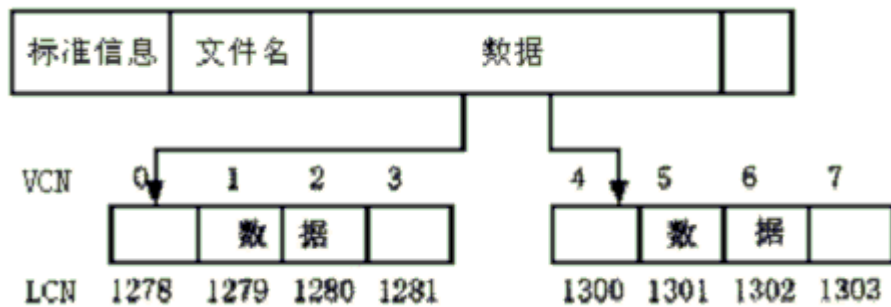 标准信息 文件名 数据
VCN 0 1 2 3 4 5 6 7
数 据 数 据
LCN 1278 1279 1280 1281 1300 1301 1302 1303